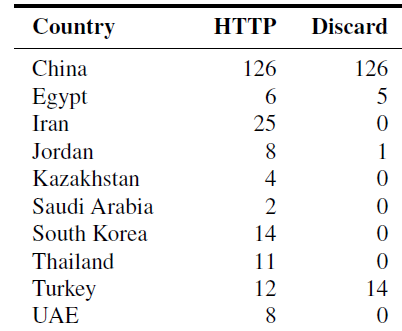 Country HTTP Discard
China 126 126
Egypt 6 5
Iran 25 0
Jordan 8 1
Kazakhstan 4 0
Saudi Arabia 2 0
South Korea 14 0
Thailand 11 0
Turkey 12 14
UAE 8 0